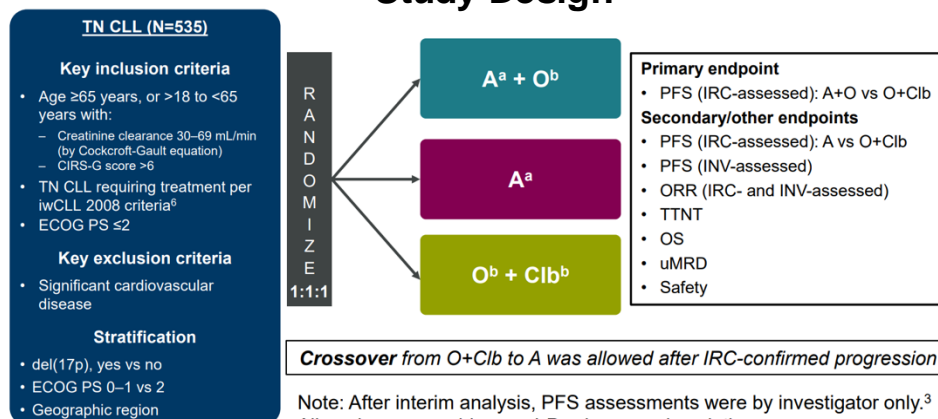 Study Design
TN CLL (N=535)
Key inclusion criteria
• Age ≥65 years, or >18 to <65
years with:
– Creatinine clearance 30–69 mL/min
(by Cockcroft-Gault equation)
– CIRS-G score >6
• TN CLL requiring treatment per
iwCLL 2008 criteria⁶
• ECOG PS ≤2
Key exclusion criteria
• Significant cardiovascular
disease
Stratification
• del(17p), yes vs no
• ECOG PS 0–1 vs 2
• Geographic region
R
A
N
D
O
M
I
Z
E
1:1:1
Aᵃ + Oᵇ
Aᵃ
Oᵇ + Clbᵇ
Primary endpoint
• PFS (IRC-assessed): A+O vs O+Clb
Secondary/other endpoints
• PFS (IRC-assessed): A vs O+Clb
• PFS (INV-assessed)
• ORR (IRC- and INV-assessed)
• TTNT
• OS
• uMRD
• Safety
Crossover from O+Clb to A was allowed after IRC-confirmed progression
Note: After interim analysis, PFS assessments were by investigator only.³